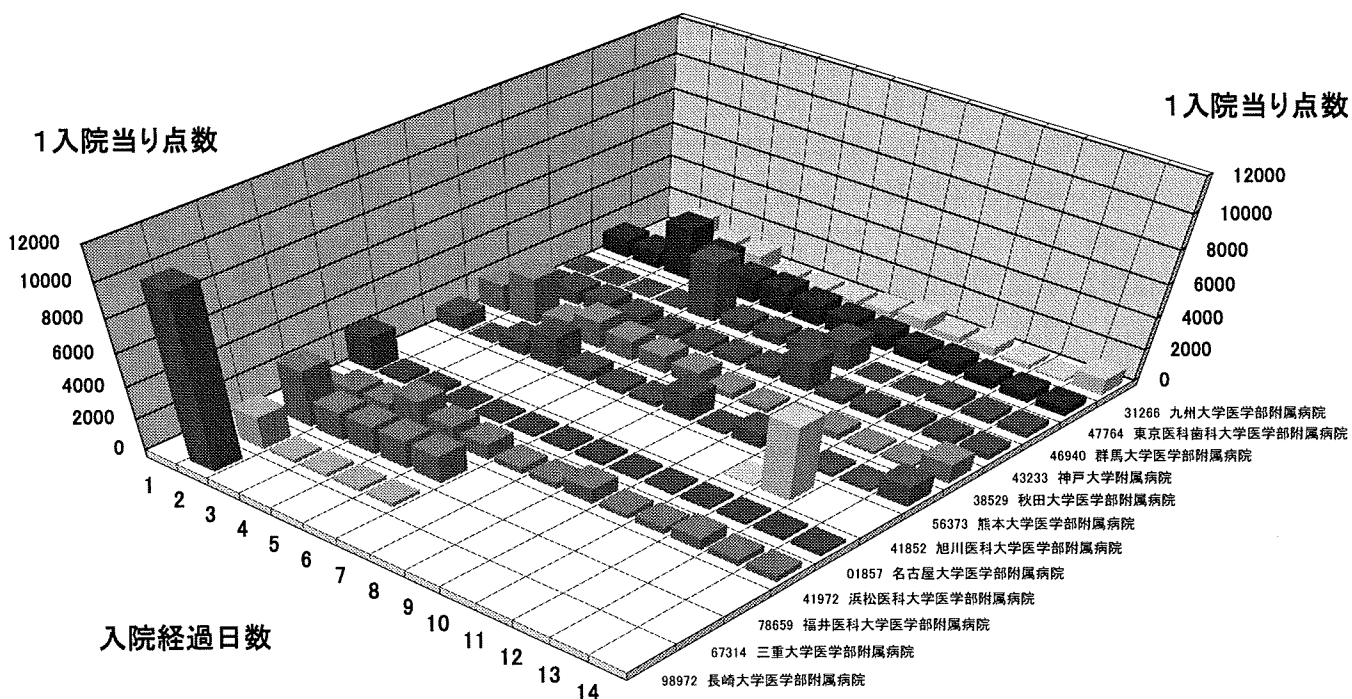 1入院当り点数
12000
10000
8000
6000
4000
2000
0
1入院当り点数
12000
10000
8000
6000
4000
2000
0
1
2
3
4
5
6
7
8
9
10
11
12
13
14
入院経過日数
31266 九州大学医学部附属病院
47764 東京医科歯科大学医学部附属病院
46940 群馬大学医学部附属病院
43233 神戸大学附属病院
38529 秋田大学医学部附属病院
56373 熊本大学医学部附属病院
41852 旭川医科大学医学部附属病院
01857 名古屋大学医学部附属病院
41972 浜松医科大学医学部附属病院
78659 福井医科大学医学部附属病院
67314 三重大学医学部附属病院
98972 長崎大学医学部附属病院